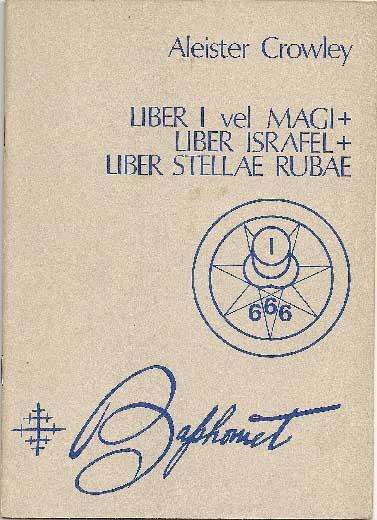 Aleister Crowley
LIBER I vel MAGI+
LIBER ISRAFEL+
LIBER STELLAE RUBAE
I
666
Baphomet